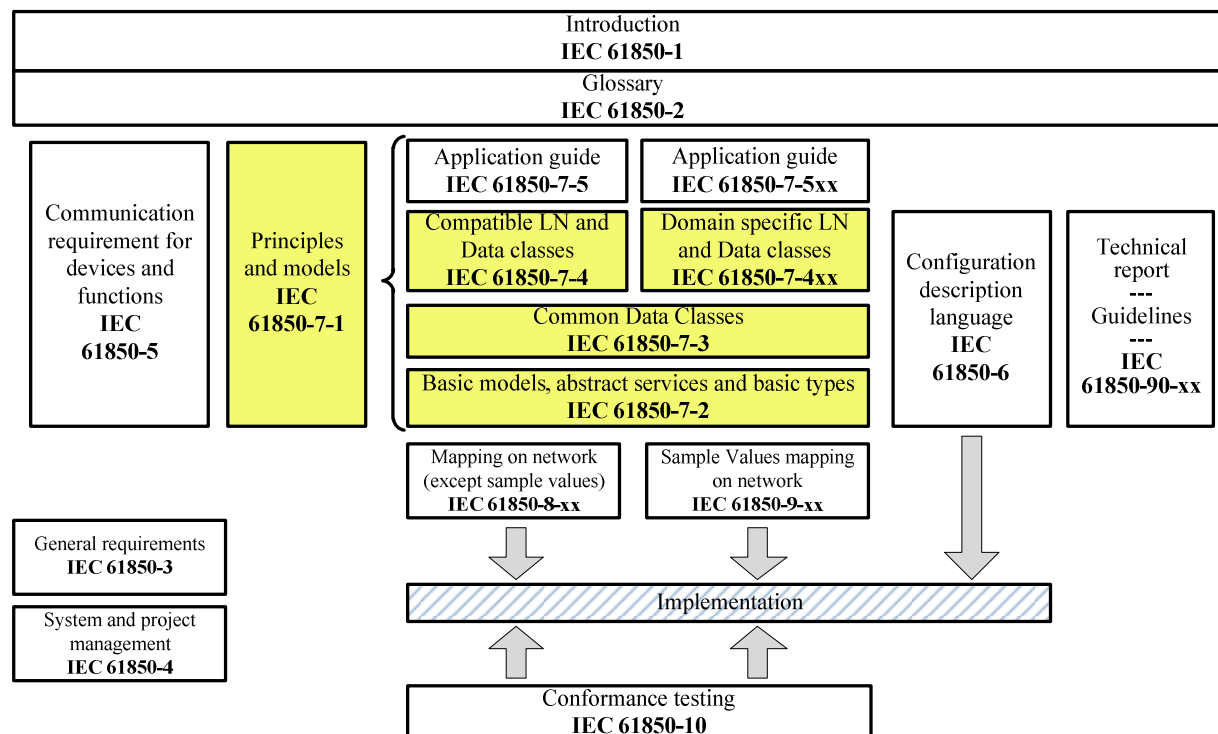 Introduction
IEC 61850-1
Glossary
IEC 61850-2
Communication
requirement for
devices and
functions
IEC
61850-5
Principles
and models
IEC
61850-7-1
Application guide
IEC 61850-7-5
Application guide
IEC 61850-7-5xx
Compatible LN and
Data classes
IEC 61850-7-4
Domain specific LN
and Data classes
IEC 61850-7-4xx
Common Data Classes
IEC 61850-7-3
Basic models, abstract services and basic types
IEC 61850-7-2
Configuration
description
language
IEC
61850-6
Technical
report
---
Guidelines
---
IEC
61850-90-xx
Mapping on network
(except sample values)
IEC 61850-8-xx
Sample Values mapping
on network
IEC 61850-9-xx
General requirements
IEC 61850-3
System and project
management
IEC 61850-4
Implementation
Conformance testing
IEC 61850-10